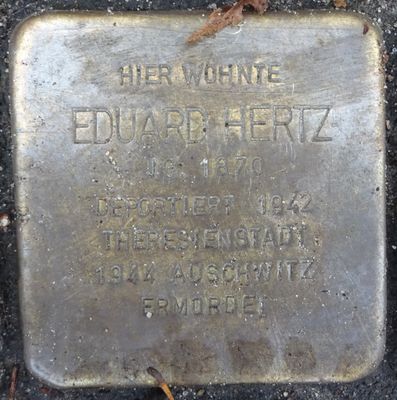 HIER WOHNTE
EDUARD HERTZ
JG. 1870
DEPORTIERT 1942
THERESIENSTADT
1944 AUSCHWITZ
ERMORDET